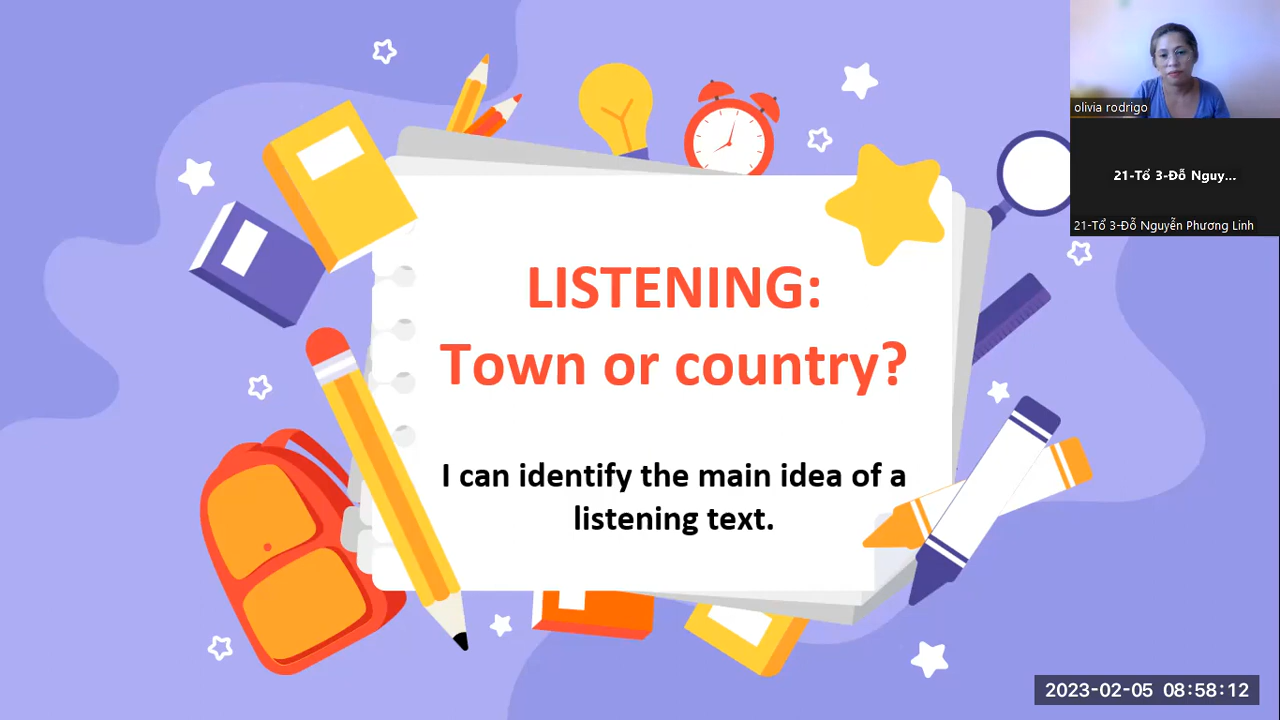 LISTENING:
Town or country?
I can identify the main idea of a
listening text.
olivia rodrigo
21-Tổ 3-Đỗ Nguy...
21-Tổ 3-Đỗ Nguyễn Phương Linh
2023-02-05 08:58:12